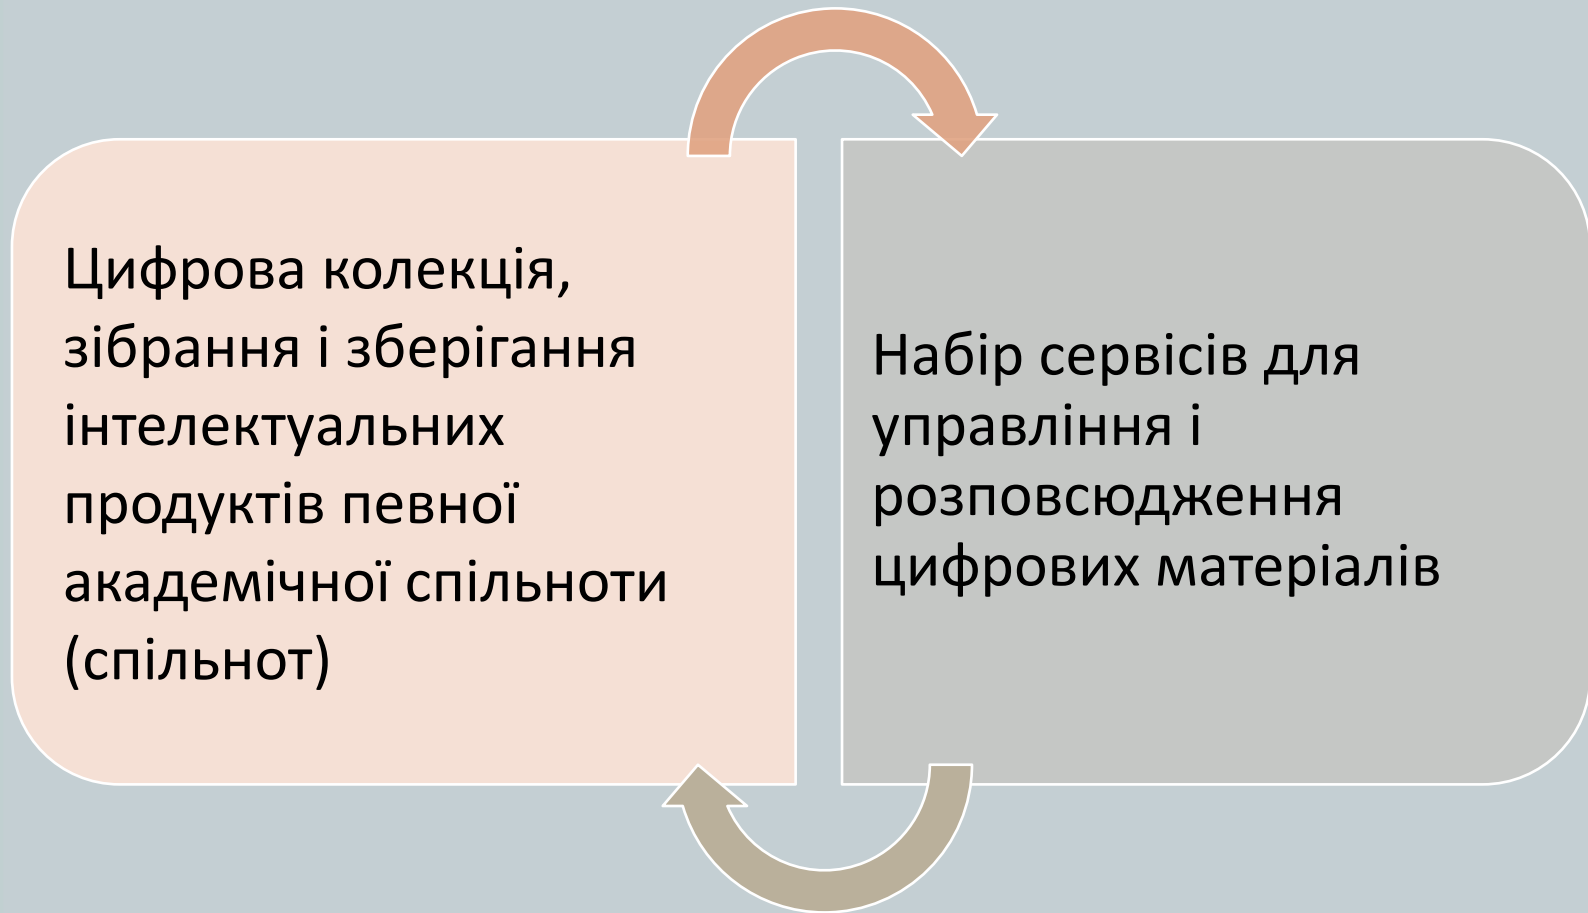 Цифрова колекція,
зібрання і зберігання
інтелектуальних
продуктів певної
академічної спільноти
(спільнот)
Набір сервісів для
управління і
розповсюдження
цифрових матеріалів